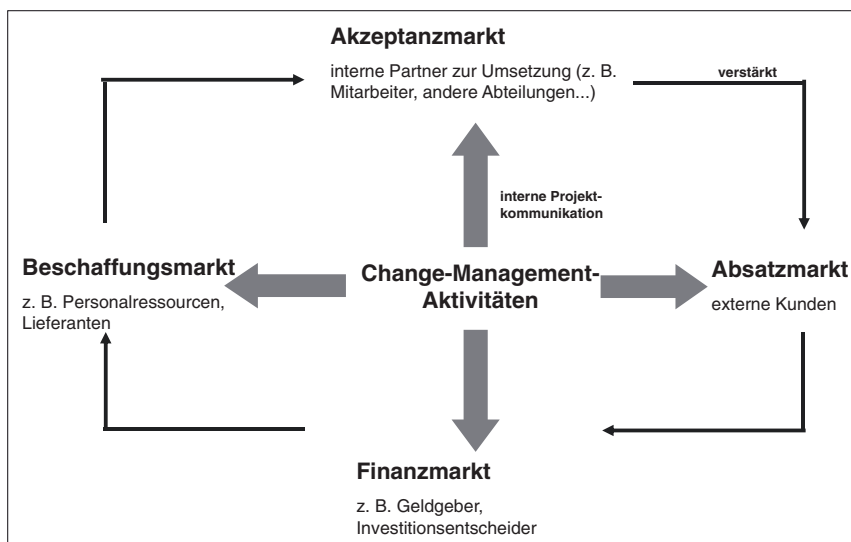 Akzeptanzmarkt
interne Partner zur Umsetzung (z. B.
Mitarbeiter, andere Abteilungen...)
verstärkt
interne Projekt-
kommunikation
Beschaffungsmarkt
z. B. Personalressourcen,
Lieferanten
Change-Management-
Aktivitäten
Absatzmarkt
externe Kunden
Finanzmarkt
z. B. Geldgeber,
Investitionsentscheider